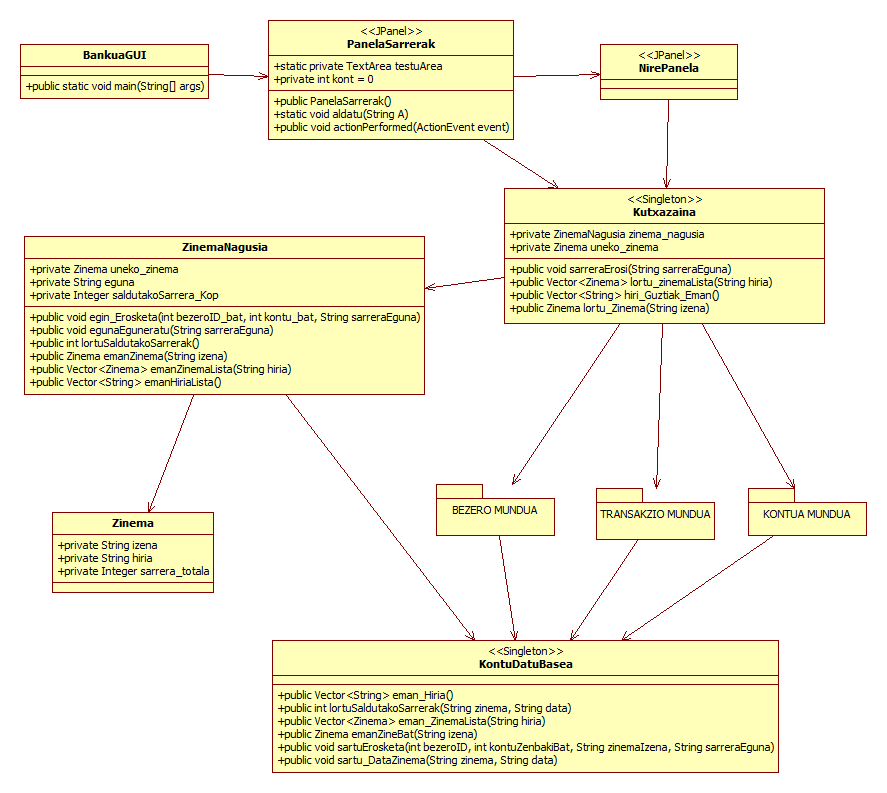 BankuaGUI
+public static void main(String[] args)
<<JPanel>>
PanelaSarrerak
+static private TextArea testuArea
+private int kont = 0
+public PanelaSarrerak()
+static void aldatu(String A)
+public void actionPerformed(ActionEvent event)
<<JPanel>>
NirePanela
<<Singleton>>
Kutxazaina
+private ZinemaNagusia zinema_nagusia
+private Zinema uneko_zinema
+public void sarreraErosi(String sarreraEguna)
+public Vector<Zinema> lortu_zinemaLista(String hiria)
+public Vector<String> hiri_Guztiak_Eman()
+public Zinema lortu_Zinema(String izena)
ZinemaNagusia
+private Zinema uneko_zinema
+private String eguna
+private Integer saldutakoSarrera_Kop
+public void egin_Erosketa(int bezeroID_bat, int kontu_bat, String sarreraEguna)
+public void egunaEguneratu(String sarreraEguna)
+public int lortuSaldutakoSarrerak()
+public Zinema emanZinema(String izena)
+public Vector<Zinema> emanZinemaLista(String hiria)
+public Vector<String> emanHiriaLista()
Zinema
+private String izena
+private String hiria
+private Integer sarrera_totala
BEZERO MUNDUA
TRANSAKZIO MUNDUA
KONTUA MUNDUA
<<Singleton>>
KontuDatuBasea
+public Vector<String> eman_Hiria()
+public int lortuSaldutakoSarrerak(String zinema, String data)
+public Vector<Zinema> eman_ZinemaLista(String hiria)
+public Zinema emanZineBat(String izena)
+public void sartuErosketa(int bezeroID, int kontuZenbakiBat, String zinemaIzena, String sarreraEguna)
+public void sartu_DataZinema(String zinema, String data)